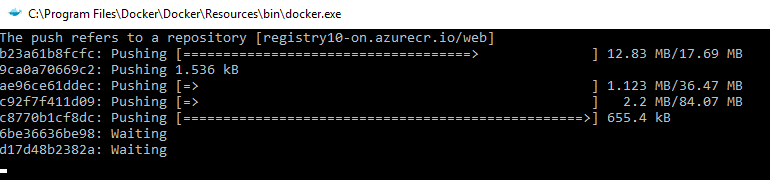 C:\Program Files\Docker\Docker\Resources\bin\docker.exe
The push refers to a repository [registry10-on.azurecr.io/web]
b23a61b8fcfc: Pushing [====================================>              ] 12.83 MB/17.69 MB
9ca0a70669c2: Pushing 1.536 kB
ae96ce61ddec: Pushing [=>                                                 ] 1.123 MB/36.47 MB
c92f7f411d09: Pushing [=>                                                 ]   2.2 MB/84.07 MB
c8770b1cf8dc: Pushing [==================================================>] 655.4 kB
6be36636be98: Waiting
d17d48b2382a: Waiting